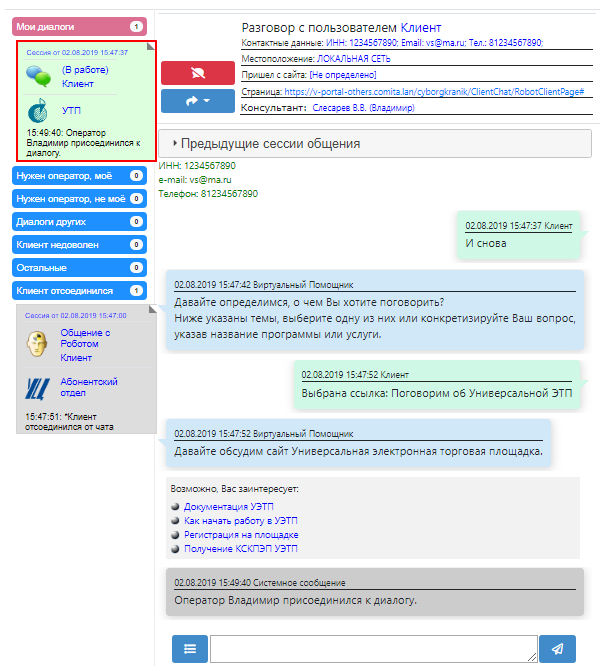 Мои диалоги 1
Сессия от 02.08.2019 15:47:37
(В работе)
Клиент
УТП
15:49:40: Оператор
Владимир присоединился к
диалогу.
Нужен оператор, моё 0
Нужен оператор, не моё 0
Диалоги других 0
Клиент недоволен 0
Остальные 0
Клиент отсоединился 1
Сессия от 02.08.2019 15:47:00
Общение с
Роботом
Клиент
Абонентский
отдел
15:47:51: *Клиент
отсоединился от чата
Разговор с пользователем Клиент
Контактные данные: ИНН: 1234567890; Email: vs@ma.ru; Тел.: 81234567890;
Местоположение: ЛОКАЛЬНАЯ СЕТЬ
Пришел с сайта: [Не определено]
Страница: https://v-portal-others.comita.lan/cyborgkranik/ClientChat/RobotClientPage#
Консультант: Слесарев В.В. (Владимир)
Предыдущие сессии общения
ИНН: 1234567890
e-mail: vs@ma.ru
Телефон: 81234567890
02.08.2019 15:47:37 Клиент
И снова
02.08.2019 15:47:42 Виртуальный Помощник
Давайте определимся, о чем Вы хотите поговорить?
Ниже указаны темы, выберите одну из них или конкретизируйте Ваш вопрос,
указав название программы или услуги.
02.08.2019 15:47:52 Клиент
Выбрана ссылка: Поговорим об Универсальной ЭТП
02.08.2019 15:47:52 Виртуальный Помощник
Давайте обсудим сайт Универсальная электронная торговая площадка.
Возможно, Вас заинтересует:
Документация УЭТП
Как начать работу в УЭТП
Регистрация на площадке
Получение КСКПЭП УЭТП
02.08.2019 15:49:40 Системное сообщение
Оператор Владимир присоединился к диалогу.